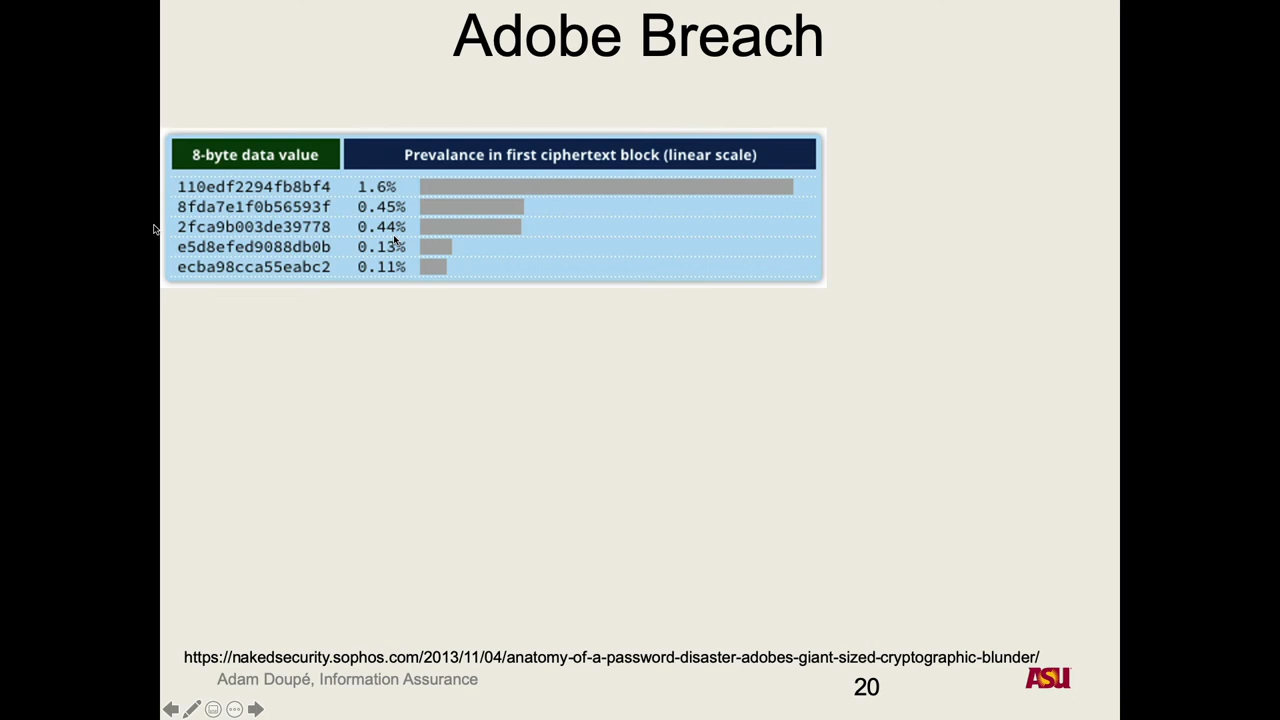 Adobe Breach
8-byte data value Prevalance in first ciphertext block (linear scale)
110edf2294fb8bf4 1.6%
8fda7e1f0b56593f 0.45%
2fca9b003de39778 0.44%
e5d8efed9088db0b 0.13%
ecba98cca55eabc2 0.11%
https://nakedsecurity.sophos.com/2013/11/04/anatomy-of-a-password-disaster-adobes-giant-sized-cryptographic-blunder/
Adam Doupé, Information Assurance 20 ASU